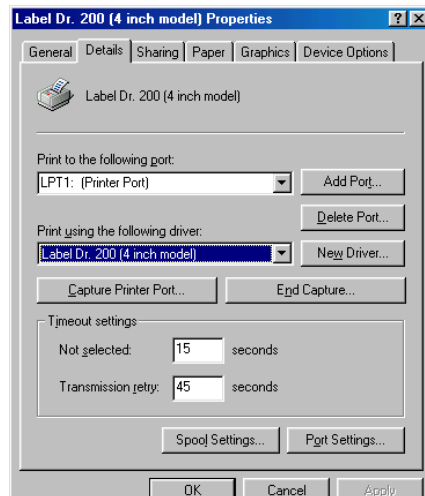 Label Dr. 200 (4 inch model) Properties
General Details Sharing Paper Graphics Device Options
Label Dr. 200 (4 inch model)
Print to the following port:
LPT1: (Printer Port) Add Port...
Delete Port...
Print using the following driver:
Label Dr. 200 (4 inch model) New Driver...
Capture Printer Port... End Capture...
Timeout settings
Not selected: 15 seconds
Transmission retry: 45 seconds
Spool Settings... Port Settings...
OK Cancel Apply